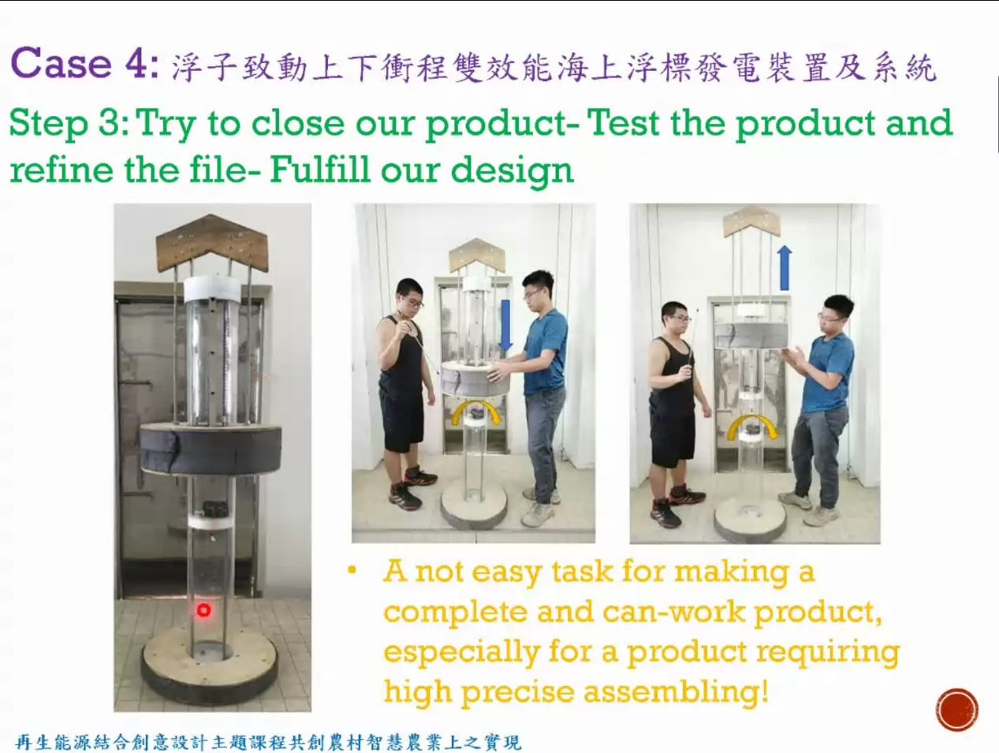 Case 4: 浮子致動上下衝程雙效能海上浮標發電裝置及系統
Step 3: Try to close our product- Test the product and
refine the file- Fulfill our design
• A not easy task for making a
complete and can-work product,
especially for a product requiring
high precise assembling!
再生能源結合創意設計主題課程共創農村智慧農業上之實現